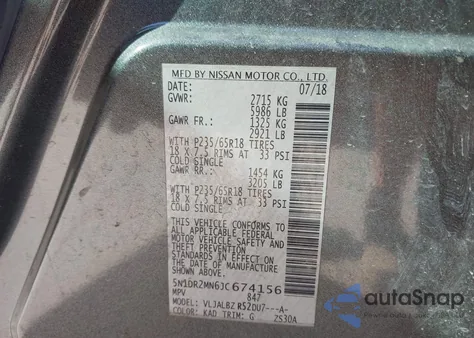 MFD BY NISSAN MOTOR CO., LTD.
DATE: 07/18
GVWR: 2715 KG
5986 LB
GAWR FR.: 1325 KG
2921 LB
WITH P235/65R18 TIRES
18 X 7.5 RIMS AT 33 PSI
COLD SINGLE
GAWR RR.: 1454 KG
3205 LB
WITH P235/65R18 TIRES
18 X 7.5 RIMS AT 33 PSI
COLD SINGLE
THIS VEHICLE CONFORMS TO ALL
APPLICABLE FEDERAL
MOTOR VEHICLE SAFETY AND
THEFT PREVENTION
STANDARDS IN EFFECT ON
THE DATE OF MANUFACTURE
SHOWN ABOVE.
5N1DR2MN6JC674156
MPV 847
MODEL: VLJALBZ R52DU7---A-
COLOR: KAD TRIM: G ZS30A
autoSnap